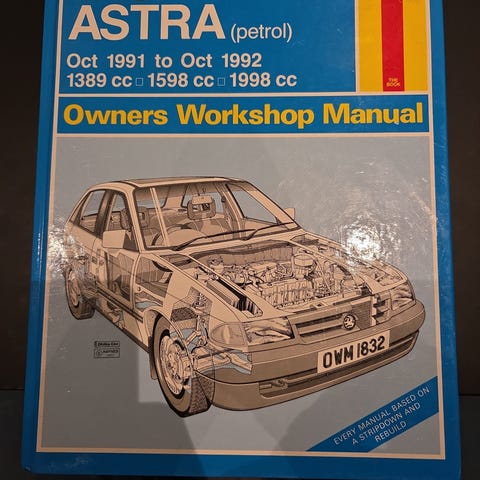 ASTRA (petrol)
Oct 1991 to Oct 1992
1389 cc □ 1598 cc □ 1998 cc
THE
BOOK
Owners Workshop Manual
OWM 1832
HAYNES
EVERY MANUAL BASED ON
A STRIPDOWN AND
REBUILD